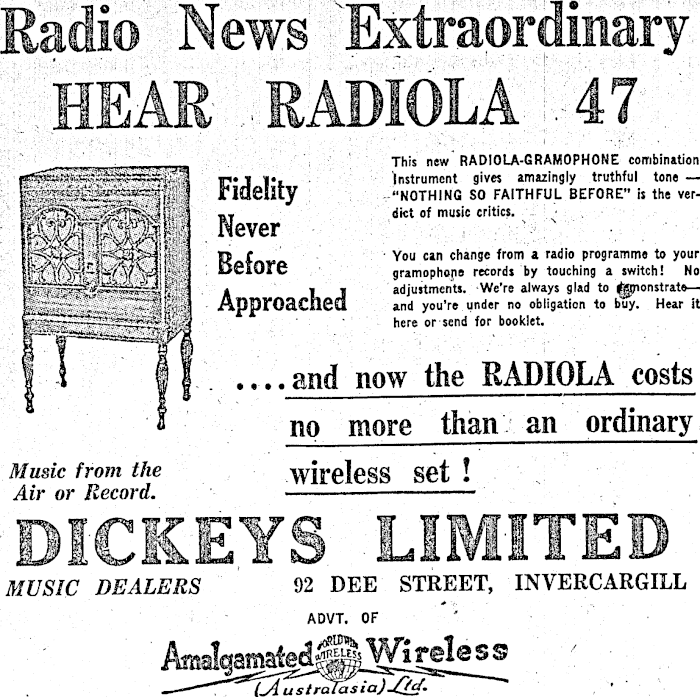 Radio News Extraordinary
HEAR RADIOLA 47
Fidelity
Never
Before
Approached
This new RADIOLA-GRAMOPHONE combination
Instrument gives amazingly truthful tone —
"NOTHING SO FAITHFUL BEFORE" is the ver-
dict of music critics.
You can change from a radio programme to your
gramophone records by touching a switch! No
adjustments. We're always glad to demonstrate—
and you're under no obligation to buy. Hear it
here or send for booklet.
....and now the RADIOLA costs
no more than an ordinary
wireless set!
Music from the
Air or Record.
DICKEYS LIMITED
MUSIC DEALERS 92 DEE STREET, INVERCARGILL
ADVT. OF
Amalgamated WORLDWIDE WIRELESS Wireless
(Australasia) Ltd.